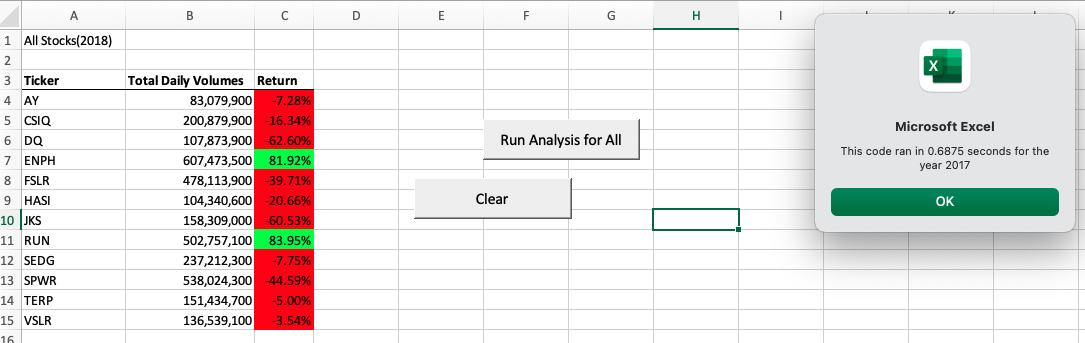 A B C D E F G H I
1 All Stocks(2018)
2
3 Ticker Total Daily Volumes Return
4 AY 83,079,900 -7.28%
5 CSIQ 200,879,900 -16.34%
6 DQ 107,873,900 -62.60%
7 ENPH 607,473,500 81.92%
8 FSLR 478,113,900 -39.71%
9 HASI 104,340,600 -20.66%
10 JKS 158,309,000 -60.53%
11 RUN 502,757,100 83.95%
12 SEDG 237,212,300 -7.75%
13 SPWR 538,024,300 -44.59%
14 TERP 151,434,700 -5.00%
15 VSLR 136,539,100 -3.54%
16
Run Analysis for All
Clear
X
Microsoft Excel
This code ran in 0.6875 seconds for the
year 2017
OK